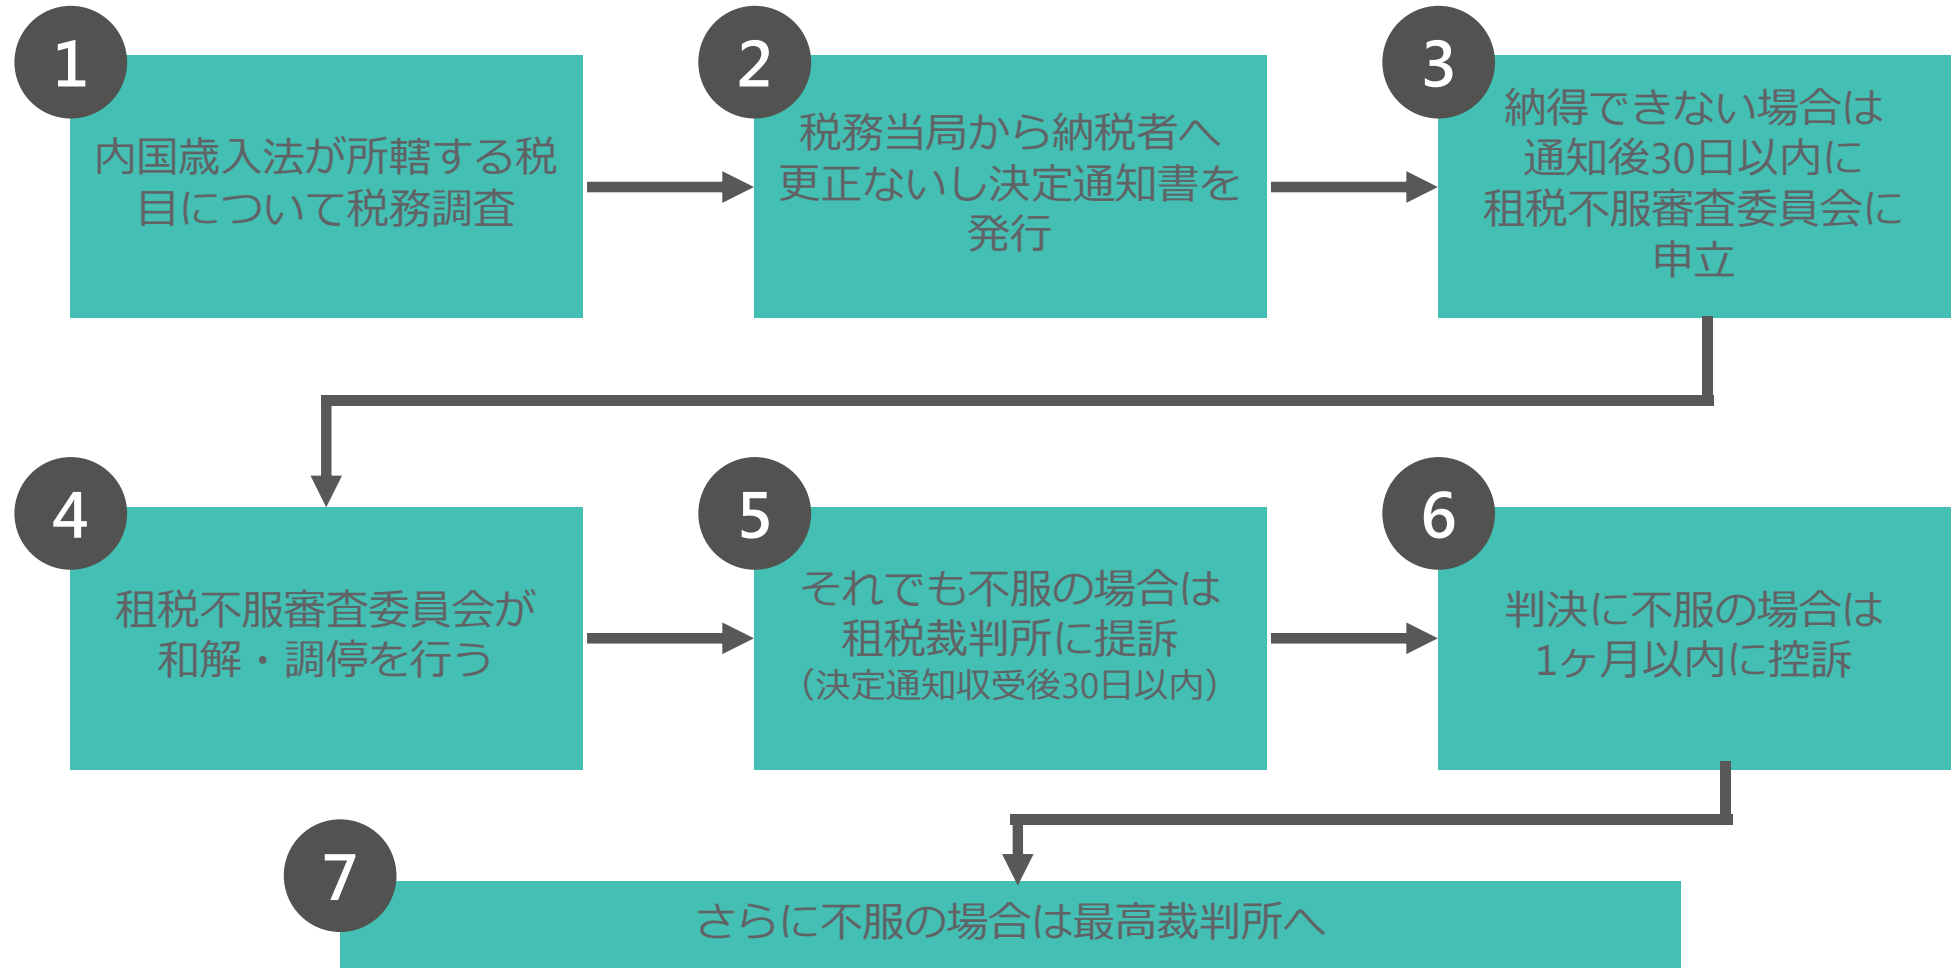 1
内国歳入法が所轄する税
目について税務調査
2
税務当局から納税者へ
更正ないし決定通知書を
発行
3
納得できない場合は
通知後30日以内に
租税不服審査委員会に
申立
4
租税不服審査委員会が
和解・調停を行う
5
それでも不服の場合は
租税裁判所に提訴
（決定通知収受後30日以内）
6
判決に不服の場合は
1ヶ月以内に控訴
7
さらに不服の場合は最高裁判所へ